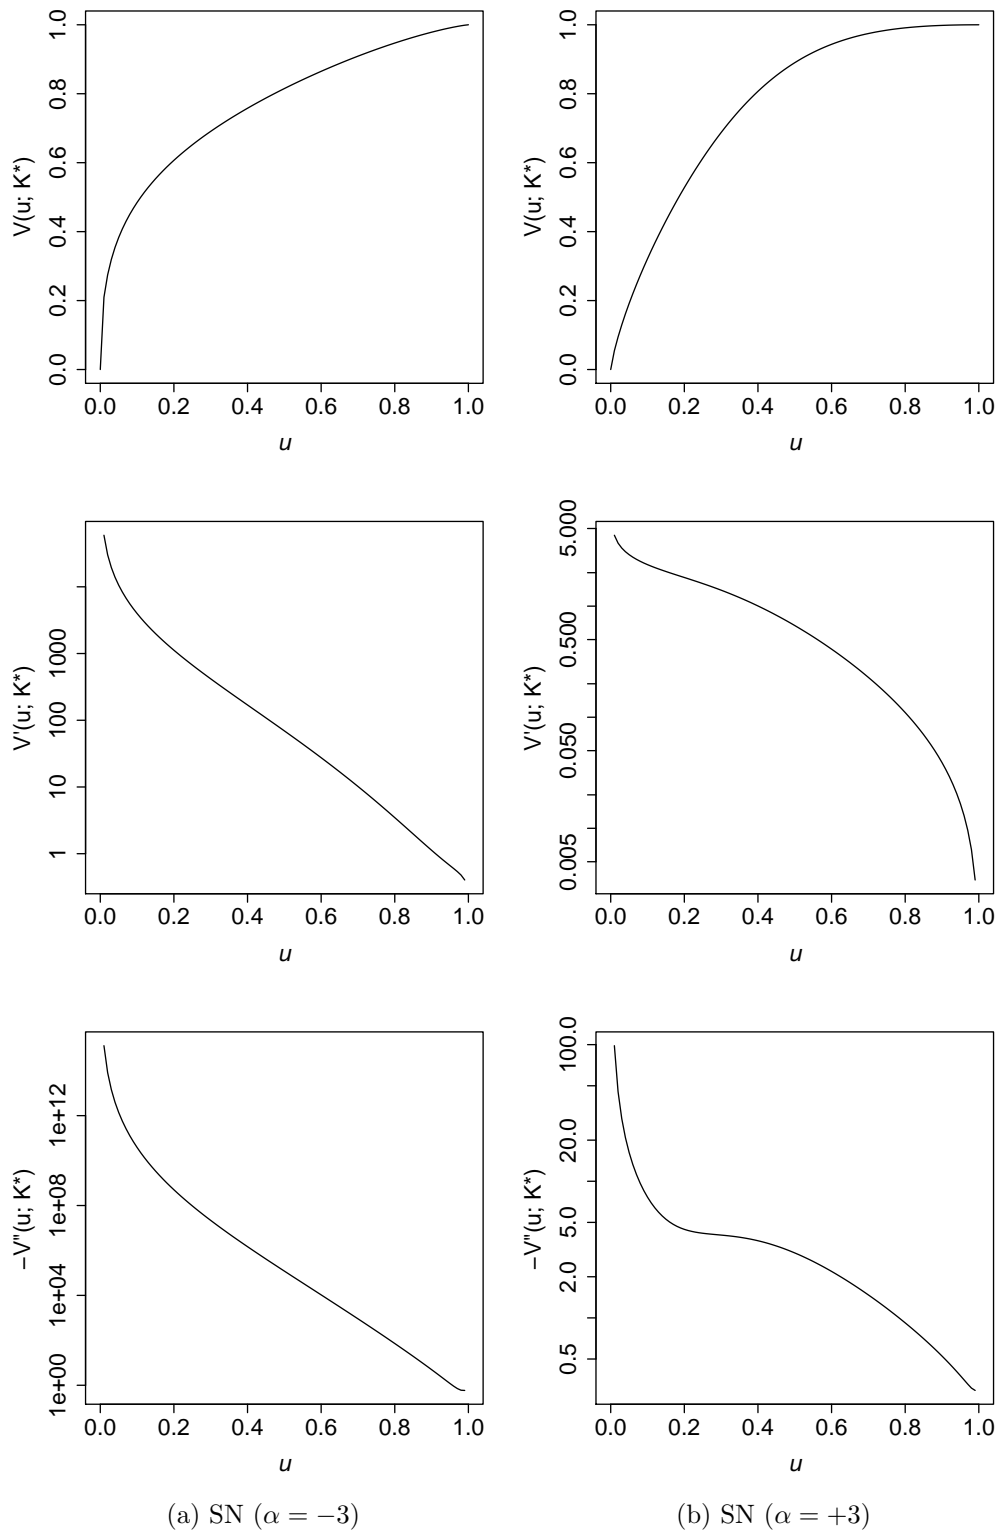 V(u; K*)
1.0
0.8
0.6
0.4
0.2
0.0
0.0 0.2 0.4 0.6 0.8 1.0
u
V(u; K*)
1.0
0.8
0.6
0.4
0.2
0.0
0.0 0.2 0.4 0.6 0.8 1.0
u
V'(u; K*)
1000
100
10
1
0.0 0.2 0.4 0.6 0.8 1.0
u
V'(u; K*)
5.000
0.500
0.050
0.005
0.0 0.2 0.4 0.6 0.8 1.0
u
−V"(u; K*)
1e+12
1e+08
1e+04
1e+00
0.0 0.2 0.4 0.6 0.8 1.0
u
−V"(u; K*)
100.0
20.0
5.0
2.0
0.5
0.0 0.2 0.4 0.6 0.8 1.0
u
(a) SN (α = −3)
(b) SN (α = +3)